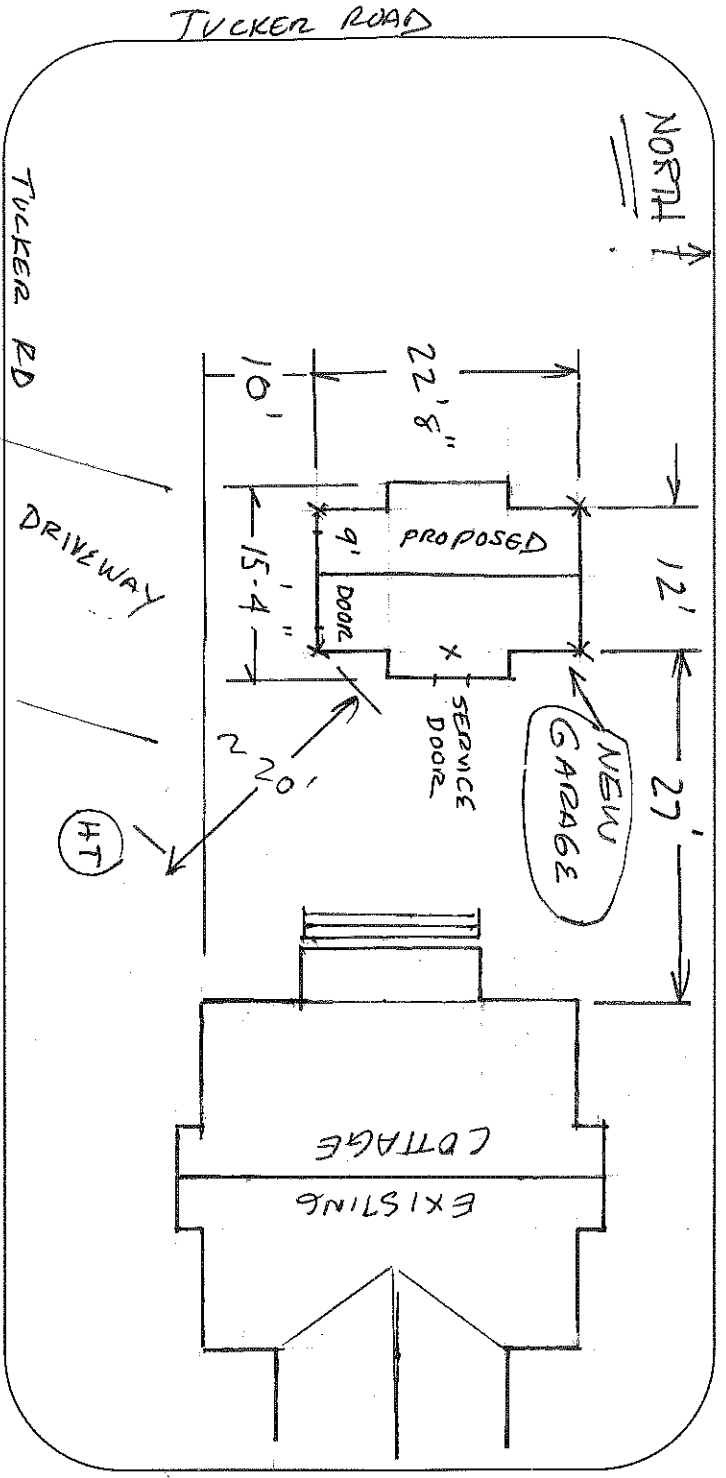 TUCKER ROAD
NORTH
TUCKER RD
DRIVEWAY
10'
22'8"
12'
27'
15'-4"
PROPOSED
9'
DOOR
SERVICE
DOOR
NEW
GARAGE
20'
HT
EXISTING
COTTAGE